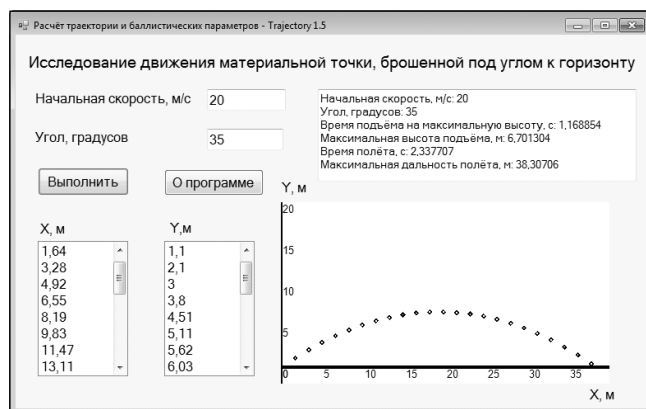 Расчёт траектории и баллистических параметров - Trajectory 1.5
Исследование движения материальной точки, брошенной под углом к горизонту
Начальная скорость, м/с 20
Угол, градусов 35
Начальная скорость, м/с: 20
Угол, градусов: 35
Время подъёма на максимальную высоту, с: 1,168854
Максимальная высота подъёма, м: 6,701304
Время полёта, с: 2,337707
Максимальная дальность полёта, м: 38,30706
Выполнить О программе
X, м
1,64
3,28
4,92
6,55
8,19
9,83
11,47
13,11
Y,м
1,1
2,1
3
3,8
4,51
5,11
5,62
6,03
Y, м
20
15
10
5
0 5 10 15 20 25 30 35
X, м